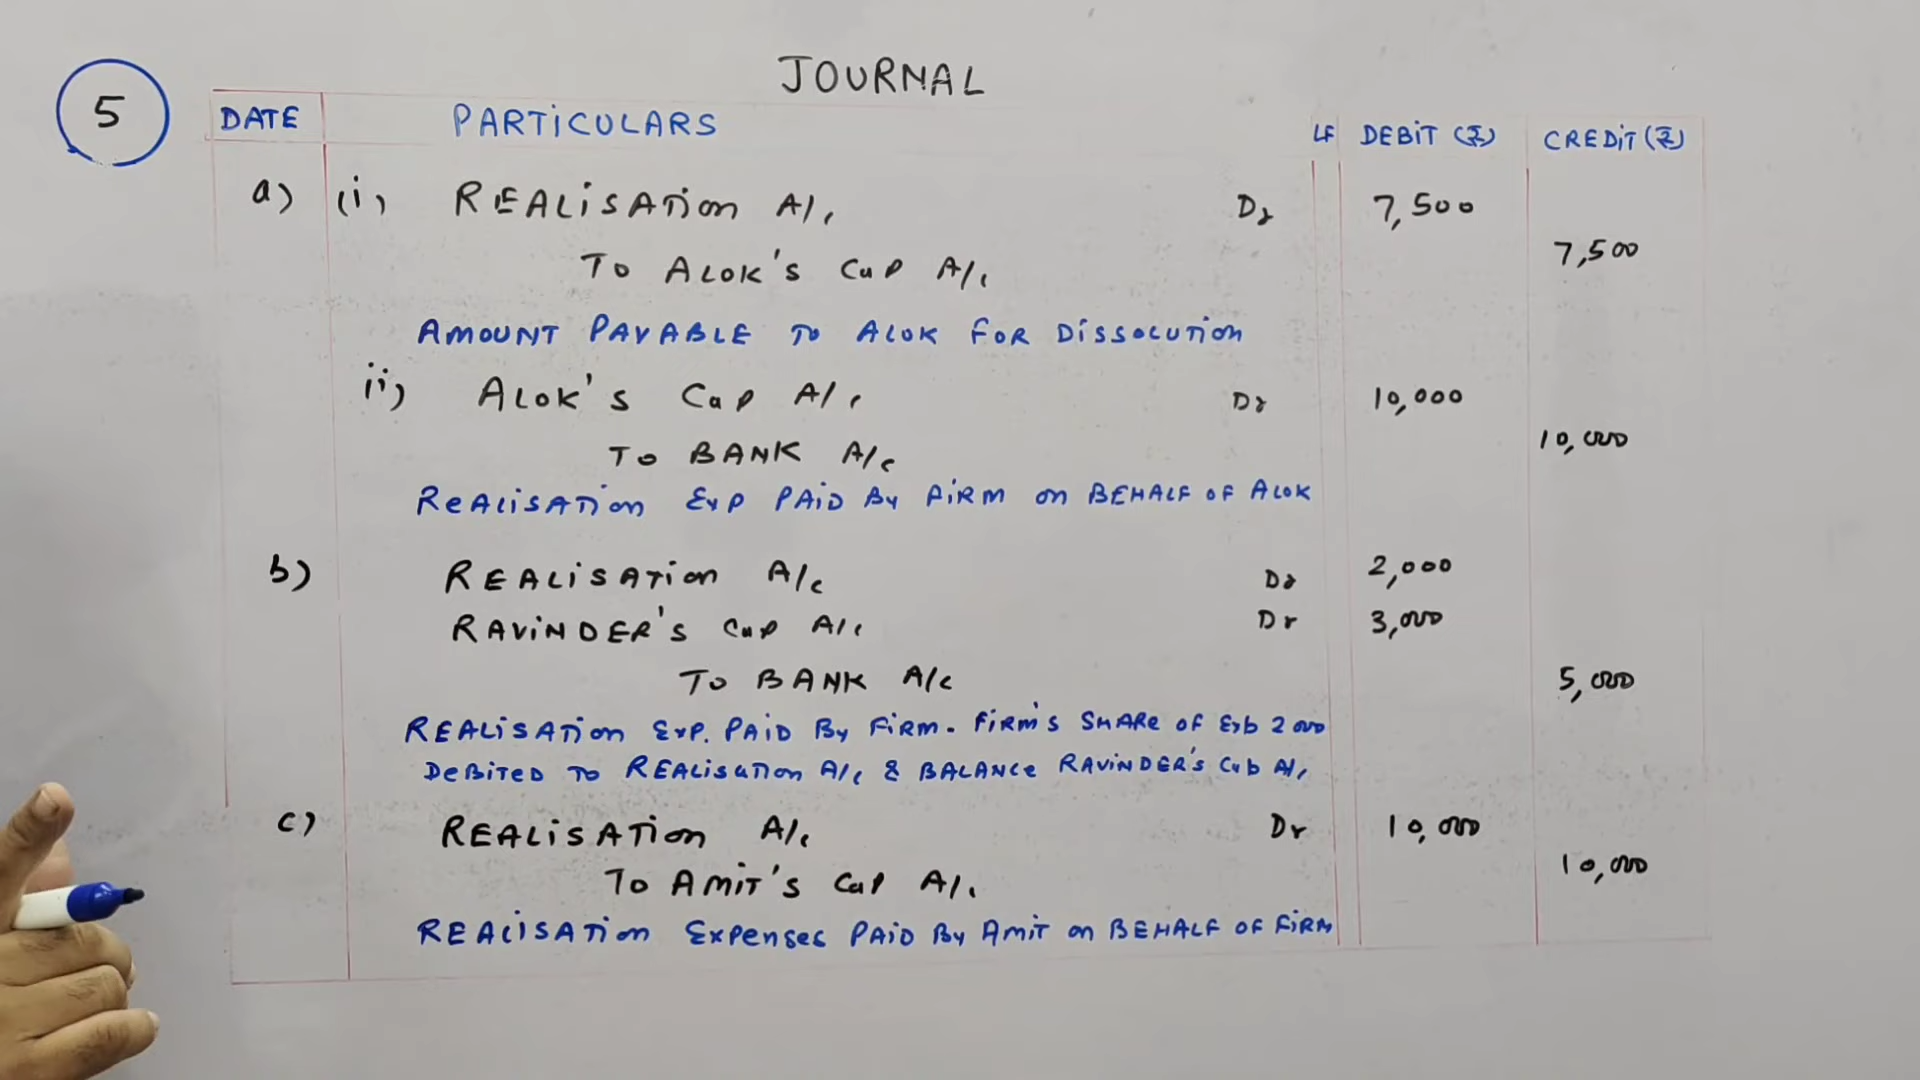 JOURNAL
5
DATE PARTICULARS LF DEBIT (₹) CREDIT (₹)
a) (i) REALISATION A/c Dr 7,500
TO ALOK'S CAP A/c 7,500
AMOUNT PAYABLE TO ALOK FOR DISSOLUTION
ii) ALOK'S CAP A/c Dr 10,000
TO BANK A/c 10,000
REALISATION EXP PAID BY FIRM ON BEHALF OF ALOK
b) REALISATION A/c Dr 2,000
RAVINDER'S CAP A/c Dr 3,000
TO BANK A/c 5,000
REALISATION EXP. PAID BY FIRM. FIRM'S SHARE OF EXP 2000
DEBITED TO REALISATION A/c & BALANCE RAVINDER'S CAP A/c
c) REALISATION A/c Dr 10,000
TO AMIT'S CAP A/c 10,000
REALISATION EXPENSES PAID BY AMIT ON BEHALF OF FIRM